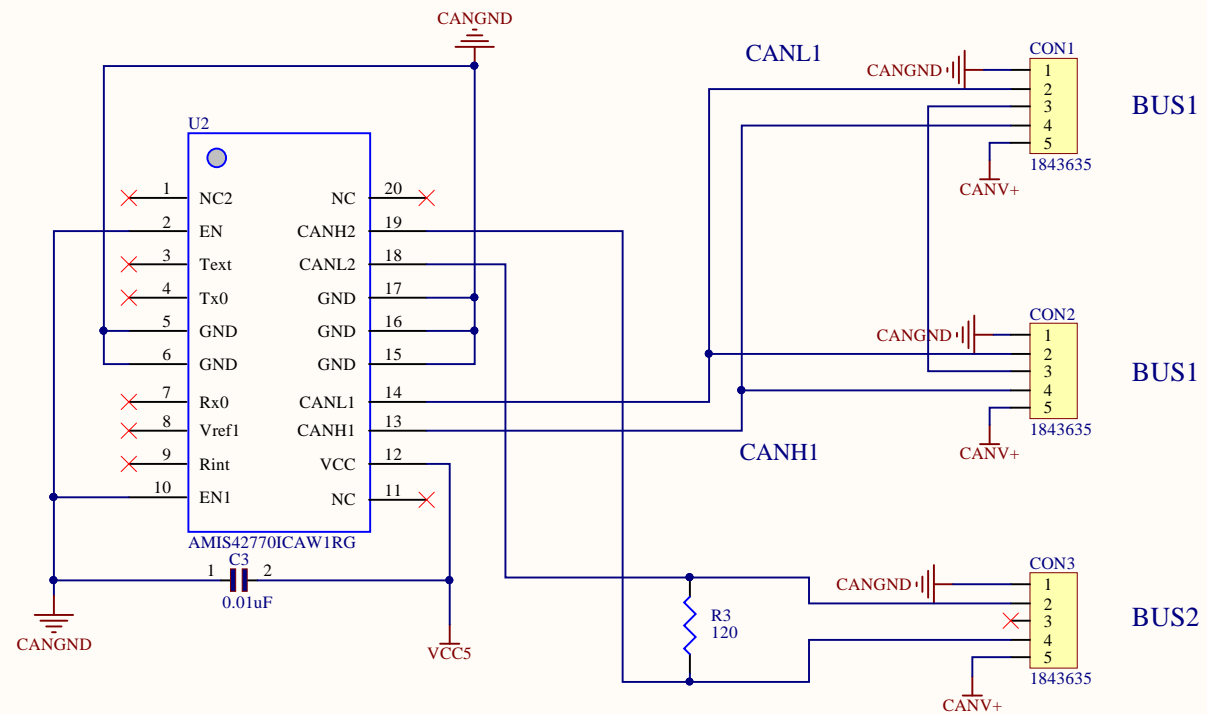 CANGND
CANL1
CON1
CANGND
1
2
3
4
5
BUS1
1843635
CANV+
U2
1 NC2 NC 20
2 EN CANH2 19
3 Text CANL2 18
4 Tx0 GND 17
5 GND GND 16
6 GND GND 15
7 Rx0 CANL1 14
8 Vref1 CANH1 13
9 Rint VCC 12
10 EN1 NC 11
AMIS42770ICAW1RG
CON2
CANGND
1
2
3
4
5
BUS1
1843635
CANV+
CANH1
C3
1 2
0.01uF
CANGND
VCC5
R3
120
CON3
CANGND
1
2
3
4
5
BUS2
1843635
CANV+